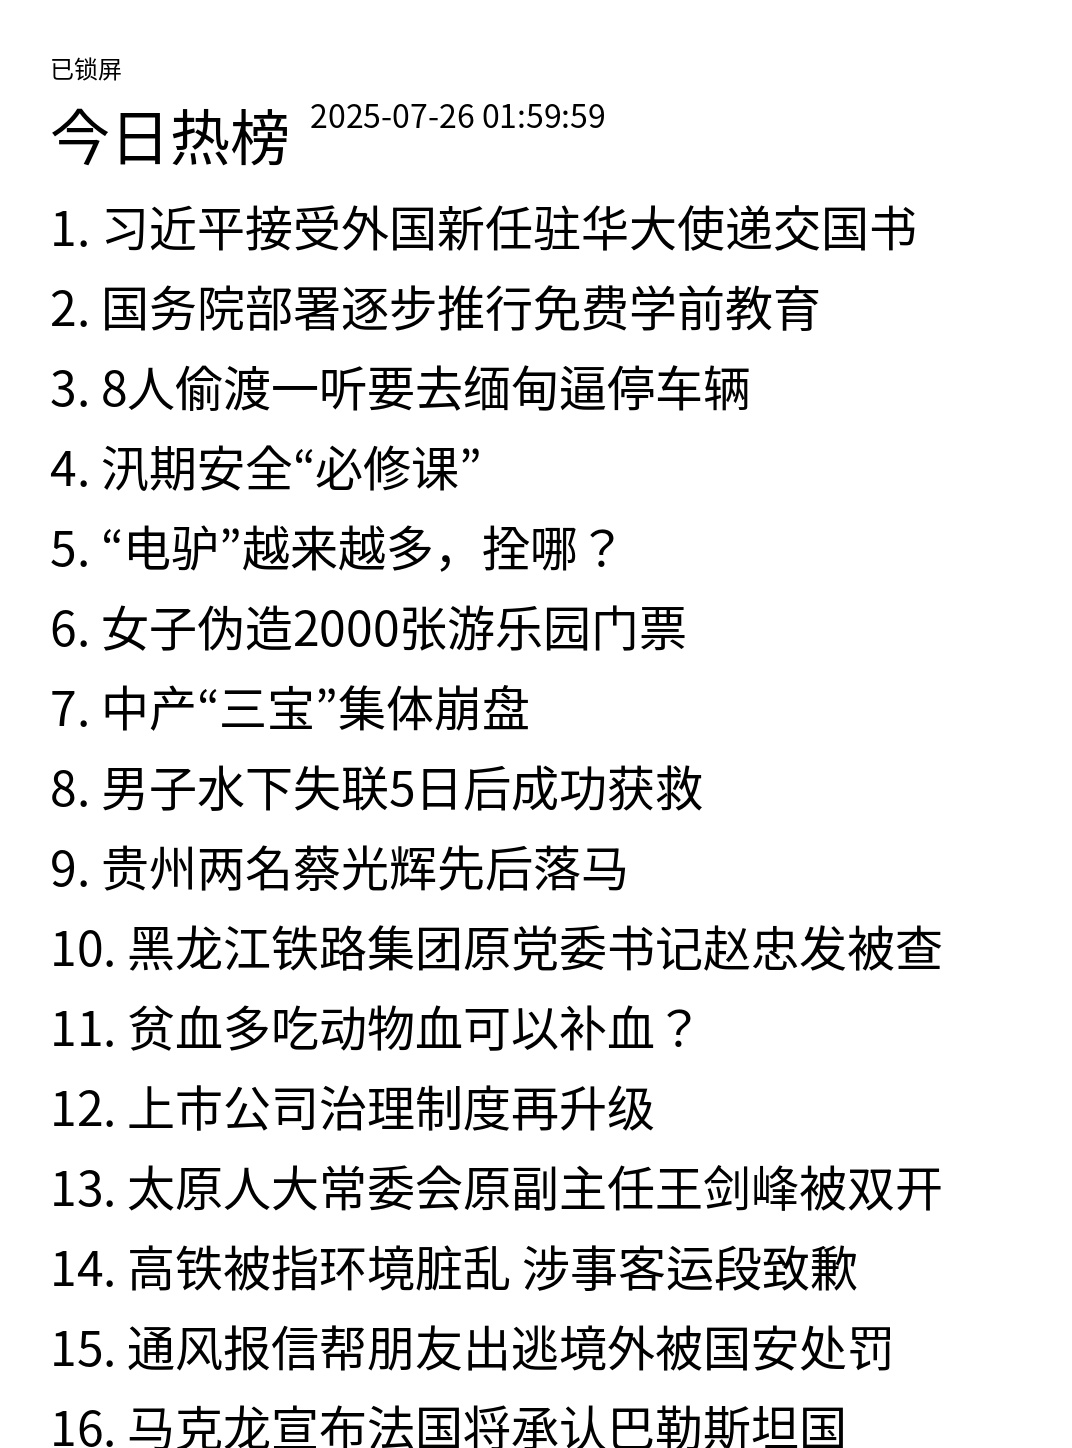 已锁屏
今日热榜 2025-07-26 01:59:59
1. 习近平接受外国新任驻华大使递交国书
2. 国务院部署逐步推行免费学前教育
3. 8人偷渡一听要去缅甸逼停车辆
4. 汛期安全“必修课”
5. “电驴”越来越多，拴哪？
6. 女子伪造2000张游乐园门票
7. 中产“三宝”集体崩盘
8. 男子水下失联5日后成功获救
9. 贵州两名蔡光辉先后落马
10. 黑龙江铁路集团原党委书记赵忠发被查
11. 贫血多吃动物血可以补血？
12. 上市公司治理制度再升级
13. 太原人大常委会原副主任王剑峰被双开
14. 高铁被指环境脏乱 涉事客运段致歉
15. 通风报信帮朋友出逃境外被国安处罚
16. 马克龙宣布法国将承认巴勒斯坦国